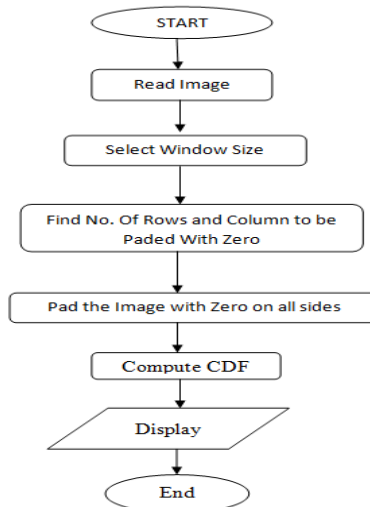 START
Read Image
Select Window Size
Find No. Of Rows and Column to be
Paded With Zero
Pad the Image with Zero on all sides
Compute CDF
Display
End